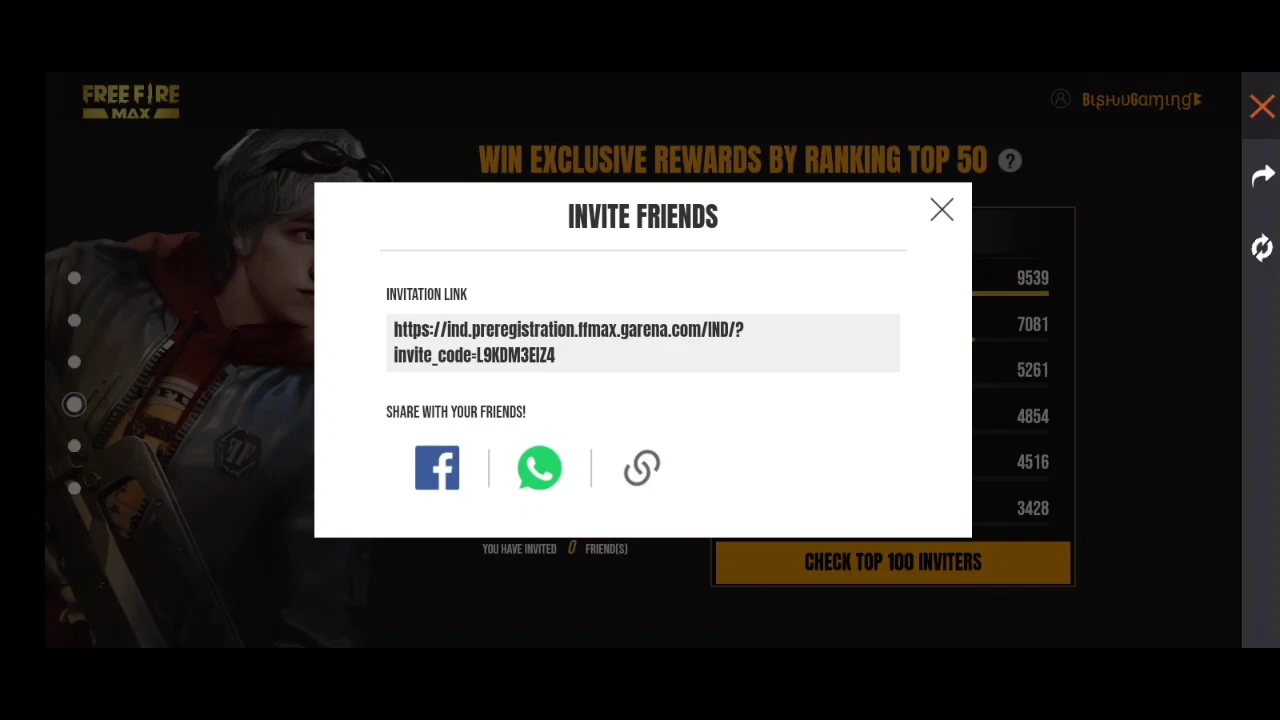 FREE FIRE
MAX
BιʂԋυGαɱιɳɠ
WIN EXCLUSIVE REWARDS BY RANKING TOP 50 ?
INVITE FRIENDS
INVITATION LINK
https://ind.preregistration.ffmax.garena.com/IND/?
invite_code=L9KDM3EIZ4
SHARE WITH YOUR FRIENDS!
9539
7081
5261
4854
4516
3428
YOU HAVE INVITED 0 FRIEND(S)
CHECK TOP 100 INVITERS